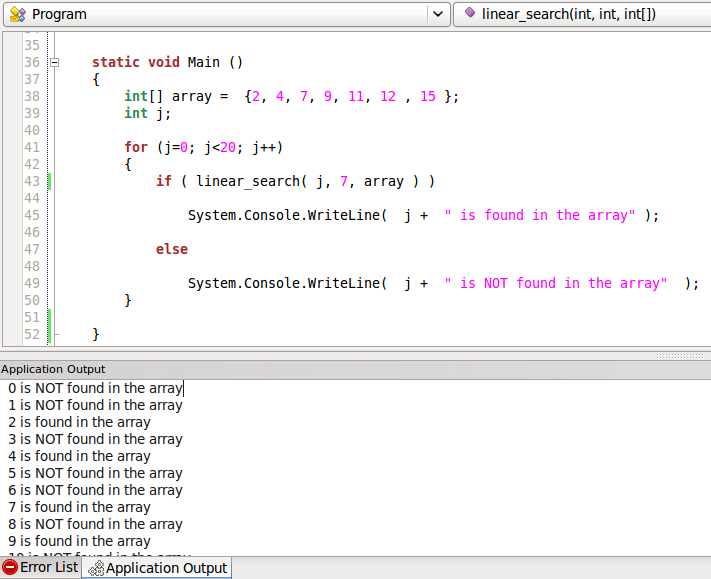 Program linear_search(int, int, int[])
35
36 static void Main ()
37 {
38 int[] array =  {2, 4, 7, 9, 11, 12 , 15 };
39 int j;
40
41 for (j=0; j<20; j++)
42 {
43 if ( linear_search( j, 7, array ) )
44
45 System.Console.WriteLine(  j +  " is found in the array" );
46
47 else
48
49 System.Console.WriteLine(  j +  " is NOT found in the array"  );
50 }
51
52 }
Application Output
0 is NOT found in the array
1 is NOT found in the array
2 is found in the array
3 is NOT found in the array
4 is found in the array
5 is NOT found in the array
6 is NOT found in the array
7 is found in the array
8 is NOT found in the array
9 is found in the array
10 is NOT found in the array
Error List Application Output